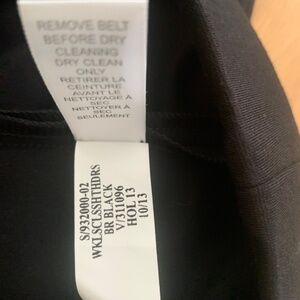 REMOVE BELT
BEFORE DRY
CLEANING
DRY CLEAN
ONLY
RETIRER LA
CEINTURE
AVANT LE
NETTOYAGE À
SEC
NETTOYER À
SEC
SEULEMENT
S/932000-02
WKLSCLSSHTHDRS
BR BLACK
V/311096
HOL 13
10/13